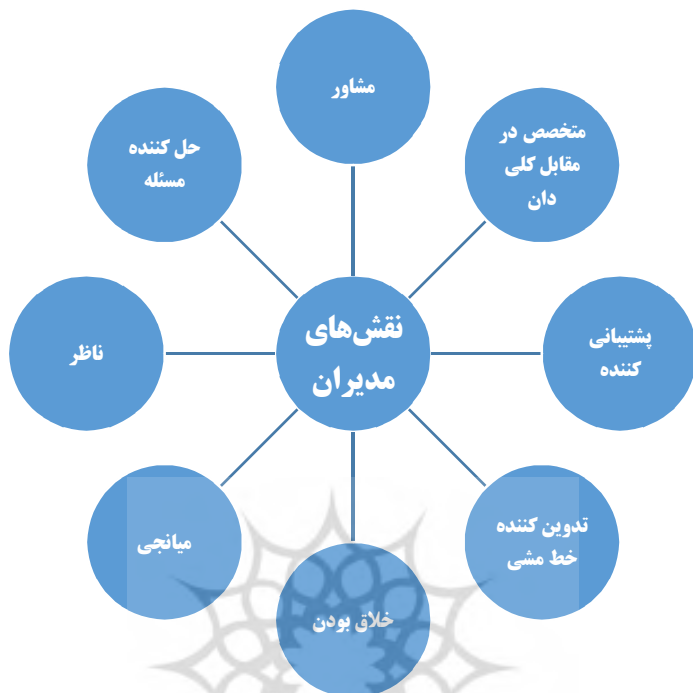 مشاور
متخصص در
مقابل کلی
دان
حل کننده
مسئله
نقش‌های
مدیران
پشتیبانی
کننده
ناظر
تدوین کننده
خط مشی
میانجی
خلاق بودن